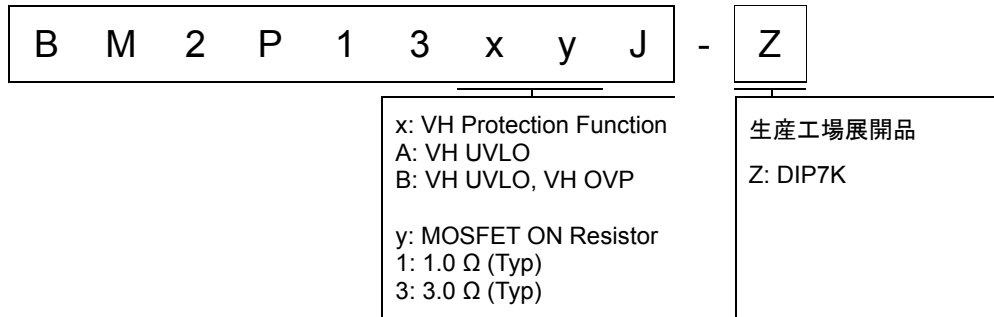 B M 2 P 1 3 x y J - Z
x: VH Protection Function
A: VH UVLO
B: VH UVLO, VH OVP
y: MOSFET ON Resistor
1: 1.0 Ω (Typ)
3: 3.0 Ω (Typ)
生産工場展開品
Z: DIP7K